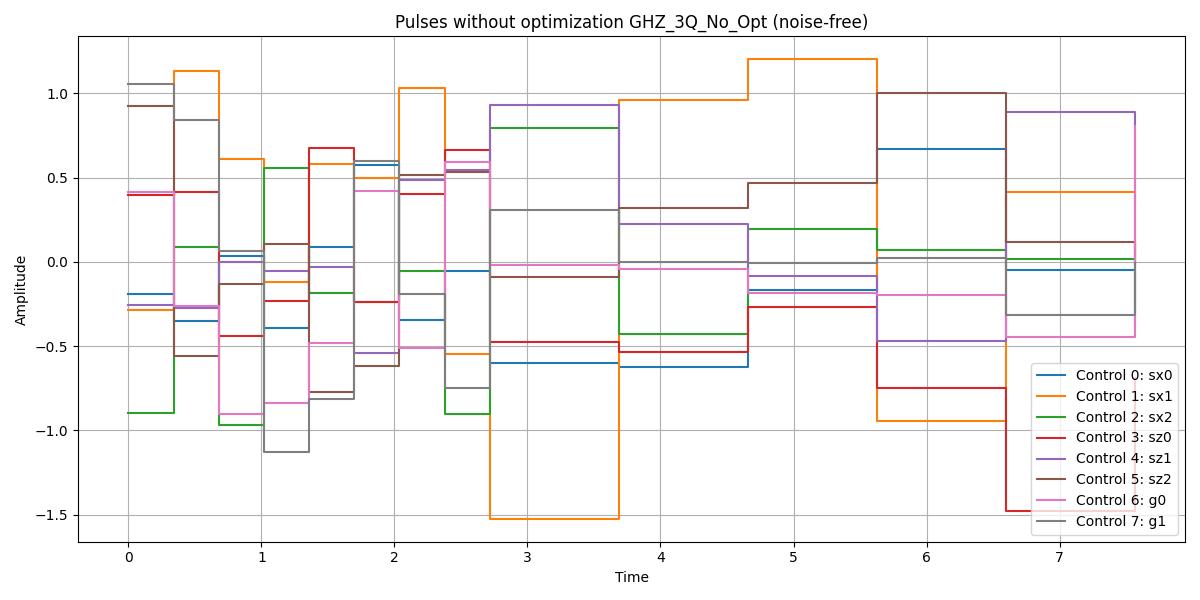 Pulses without optimization GHZ_3Q_No_Opt (noise-free)
Amplitude
1.0
0.5
0.0
−0.5
−1.0
−1.5
0 1 2 3 4 5 6 7
Time
Control 0: sx0
Control 1: sx1
Control 2: sx2
Control 3: sz0
Control 4: sz1
Control 5: sz2
Control 6: g0
Control 7: g1